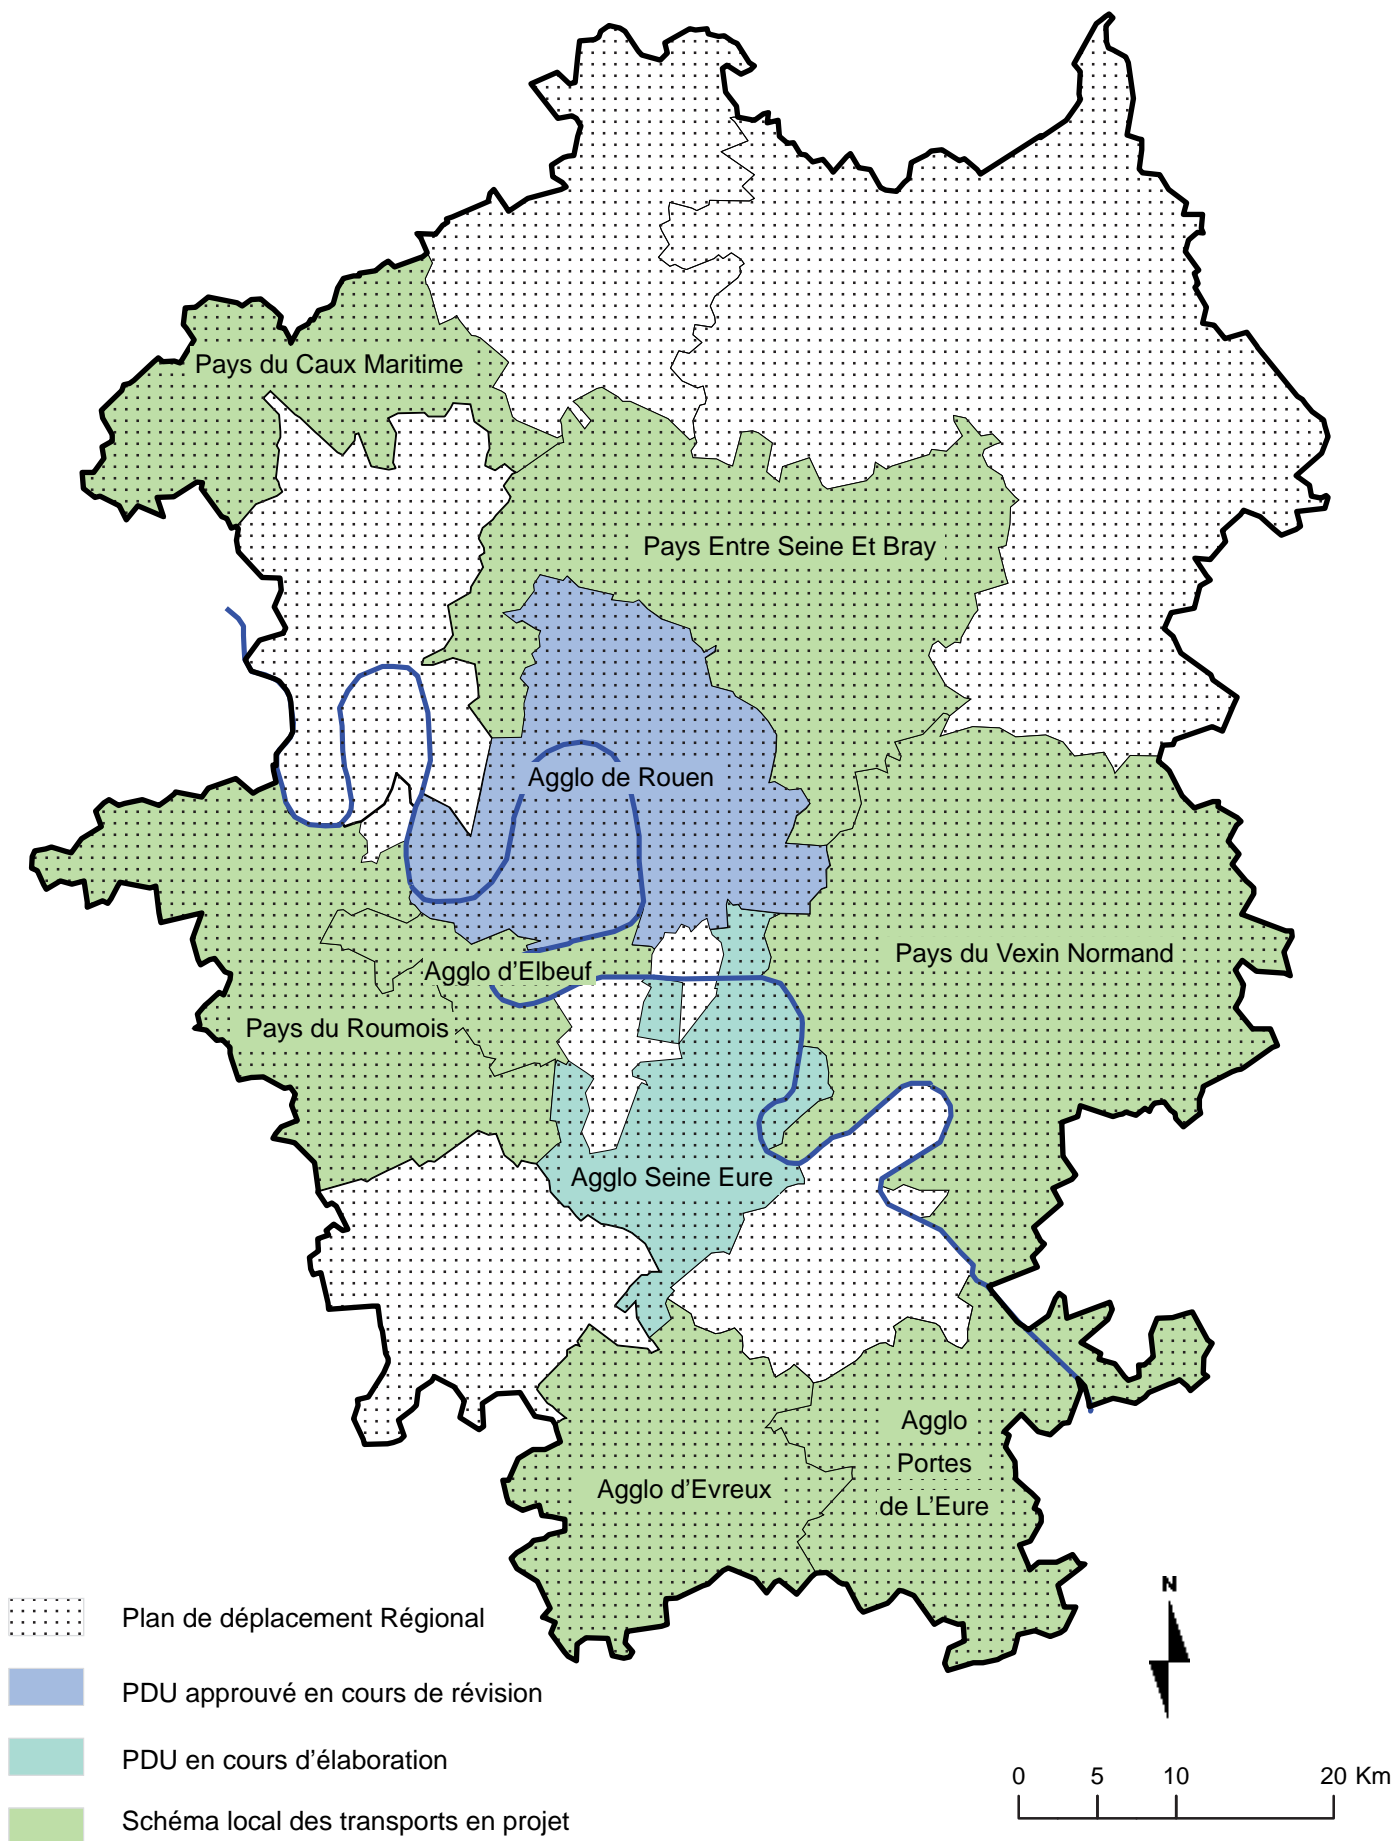 Pays du Caux Maritime
Pays Entre Seine Et Bray
Agglo de Rouen
Pays du Vexin Normand
Agglo d'Elbeuf
Pays du Roumois
Agglo Seine Eure
Agglo
Portes
de L'Eure
Agglo d'Evreux
N
Plan de déplacement Régional
PDU approuvé en cours de révision
PDU en cours d'élaboration
Schéma local des transports en projet
0 5 10 20 Km